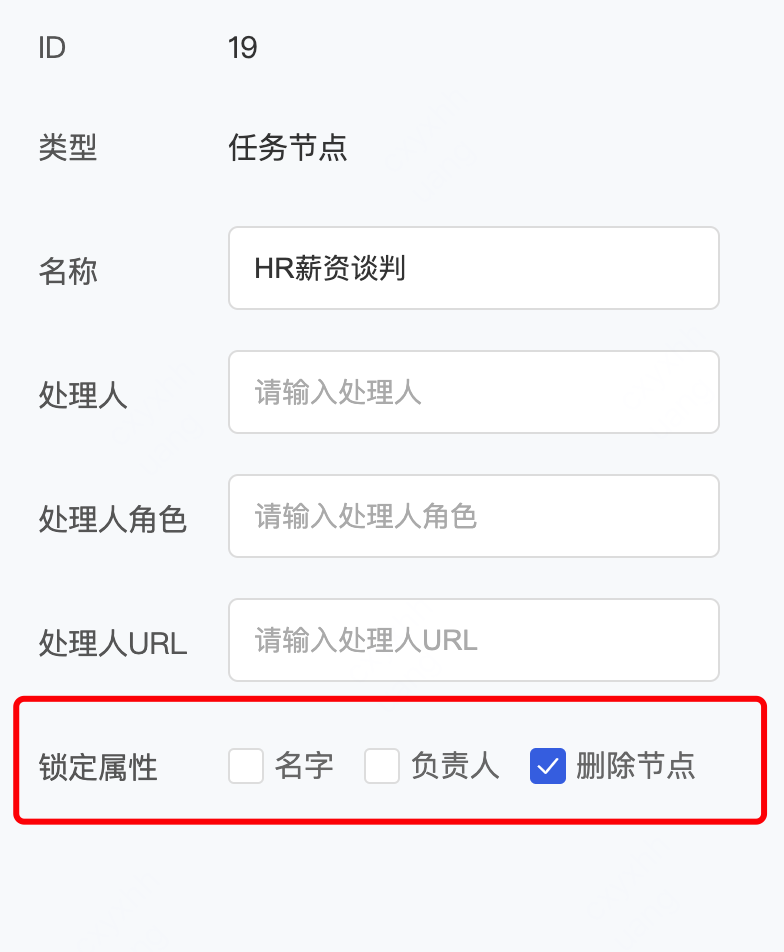 ID 19
类型 任务节点
名称 HR薪资谈判
处理人 请输入处理人
处理人角色 请输入处理人角色
处理人URL 请输入处理人URL
锁定属性 名字 负责人 删除节点